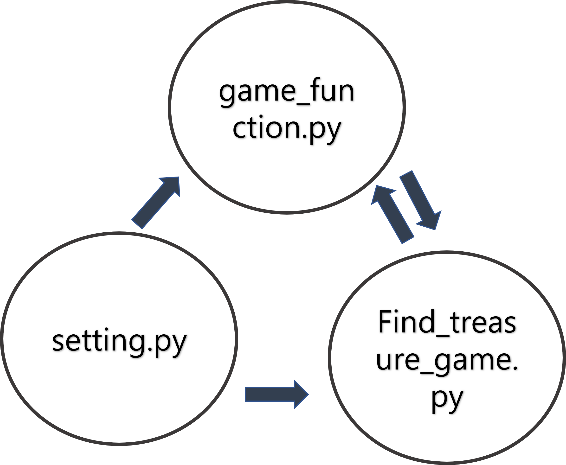 game_fun
ction.py
setting.py
Find_treas
ure_game.
py